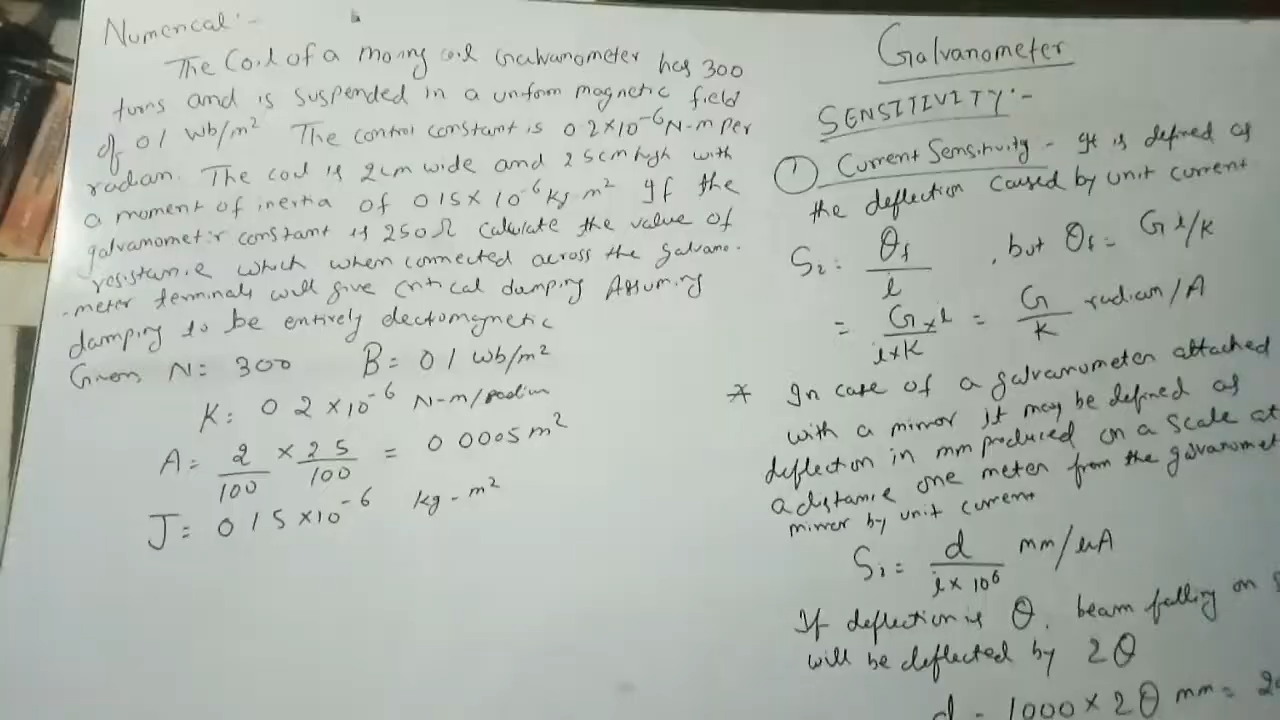 Numerical:-
The Coil of a moving coil Galvanometer has 300
turns and is suspended in a uniform magnetic field
of 0.1 Wb/m² The control constant is 0.2×10⁻⁶ N-m per
radian. The coil is 2cm wide and 2.5cm high with
a moment of inertia of 0.15×10⁻⁶ kg m² If the
galvanometer constant is 250Ω Calculate the value of
resistance which when connected across the galvano-
-meter terminals will give critical damping Assuming
damping to be entirely electomagnetic
Given N= 300 B= 0.1 wb/m²
K= 0.2×10⁻⁶ N-m/radian
A= 2/100 × 2.5/100 = 0.0005 m²
J= 0.15×10⁻⁶ kg-m²
Galvanometer
SENSITIVITY:-
① Current Sensitivity - It is defined as
the deflection caused by unit current
Si = θf/i , but θf = Gi/K
= G×i/i×K = G/K radian/A
* In case of a galvanometer attached
with a mirror it may be defined as
deflection in mm produced on a scale at
a distance one meter from the galvanomet
mirror by unit current
Si = d/i×10⁶ mm/μA
If deflection is θ, beam falling on
will be deflected by 2θ
d = 1000×2θ mm =